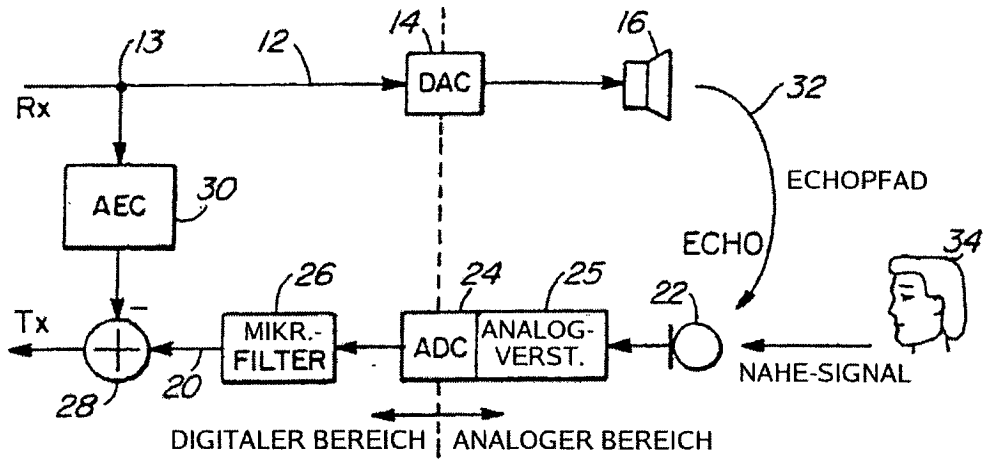 13
12
14
16
DAC
Rx
32
ECHOPFAD
AEC
30
ECHO
34
Tx
–
26
24
25
22
MIKR.-
FILTER
ADC
ANALOG-
VERST.
28
20
NAHE-SIGNAL
DIGITALER BEREICH
ANALOGER BEREICH